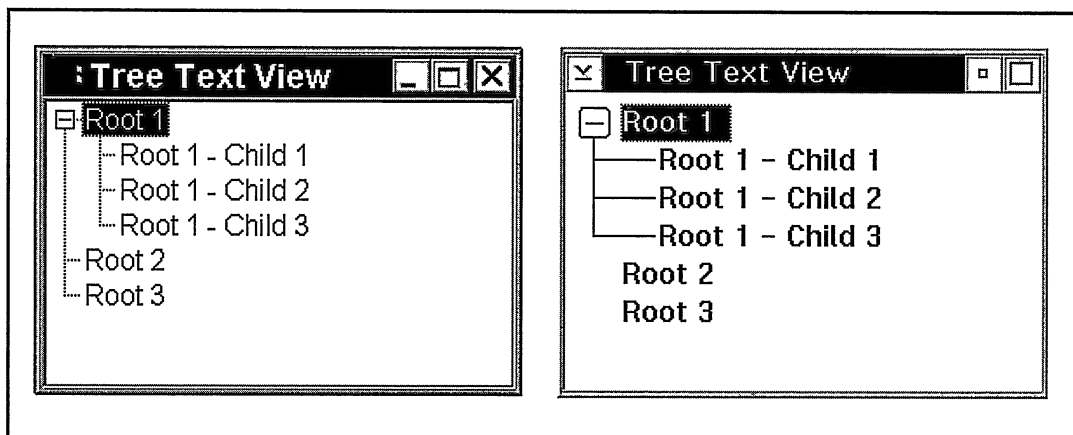 Tree Text View
Root 1
Root 1 - Child 1
Root 1 - Child 2
Root 1 - Child 3
Root 2
Root 3
Tree Text View
Root 1
Root 1 - Child 1
Root 1 - Child 2
Root 1 - Child 3
Root 2
Root 3